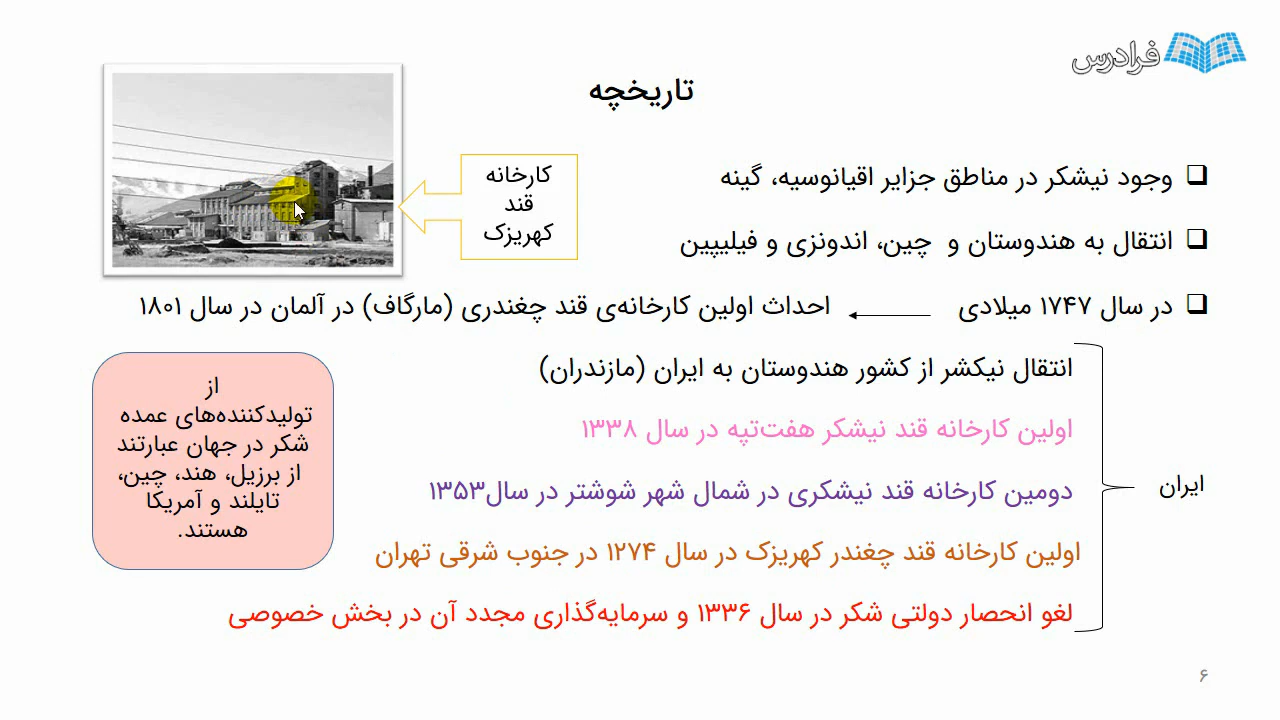 فرادرس
تاریخچه
کارخانه
قند
کهریزک
وجود نیشکر در مناطق جزایر اقیانوسیه، گینه
انتقال به هندوستان و چین، اندونزی و فیلیپین
در سال ۱۷۴۷ میلادی احداث اولین کارخانه‌ی قند چغندری (مارگاف) در آلمان در سال ۱۸۰۱
ایران
انتقال نیکشر از کشور هندوستان به ایران (مازندران)
اولین کارخانه قند نیشکر هفت‌تپه در سال ۱۳۳۸
دومین کارخانه قند نیشکری در شمال شهر شوشتر در سال۱۳۵۳
اولین کارخانه قند چغندر کهریزک در سال ۱۲۷۴ در جنوب شرقی تهران
لغو انحصار دولتی شکر در سال ۱۳۳۶ و سرمایه‌گذاری مجدد آن در بخش خصوصی
از
تولیدکننده‌های عمده
شکر در جهان عبارتند
از برزیل، هند، چین،
تایلند و آمریکا
هستند.
۶